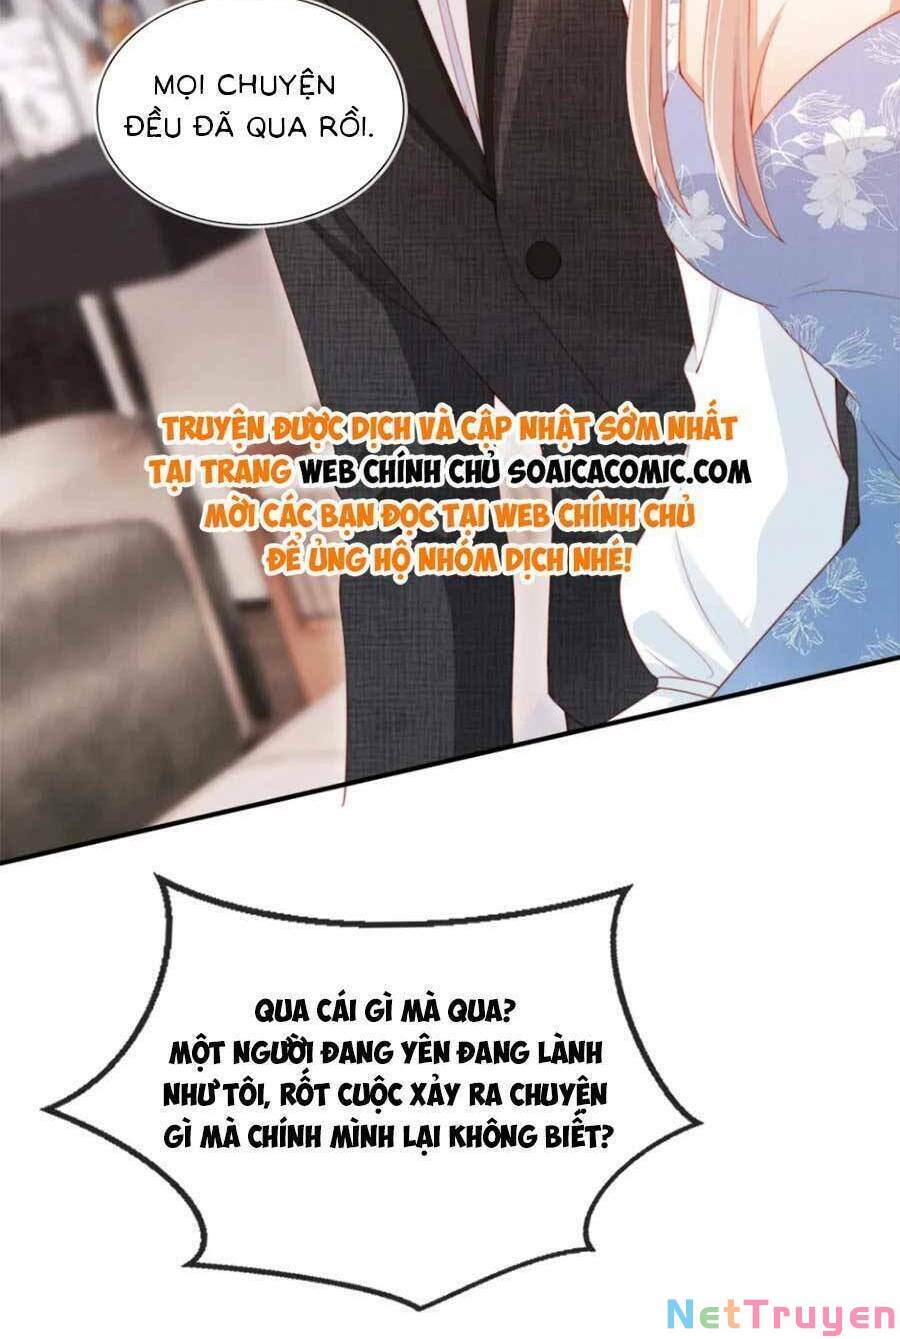 MỌI CHUYỆN
ĐỀU ĐÃ QUA RỒI.
TRUYỆN ĐƯỢC DỊCH VÀ CẬP NHẬT SỚM NHẤT
TẠI TRANG WEB CHÍNH CHỦ SOAICACOMIC.COM
MỜI CÁC BẠN ĐỌC TẠI WEB CHÍNH CHỦ
ĐỂ ỦNG HỘ NHÓM DỊCH NHÉ!
QUA CÁI GÌ MÀ QUA?
MỘT NGƯỜI ĐANG YÊN ĐANG LÀNH
NHƯ TÔI, RỐT CUỘC XẢY RA CHUYỆN
GÌ MÀ CHÍNH MÌNH LẠI KHÔNG BIẾT?
NetTruyen